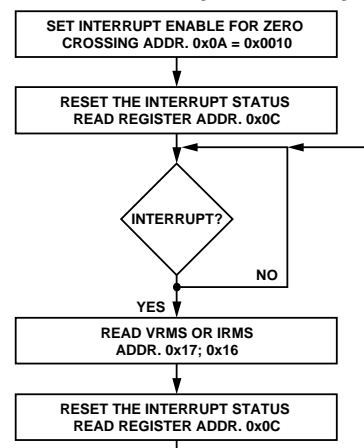 SET INTERRUPT ENABLE FOR ZERO
CROSSING ADDR. 0x0A = 0x0010
RESET THE INTERRUPT STATUS
READ REGISTER ADDR. 0x0C
INTERRUPT?
NO
YES
READ VRMS OR IRMS
ADDR. 0x17; 0x16
RESET THE INTERRUPT STATUS
READ REGISTER ADDR. 0x0C